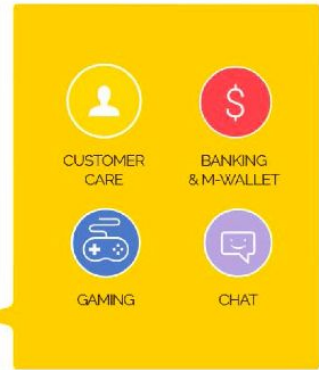 $
CUSTOMER
CARE
BANKING
& M-WALLET
GAMING
CHAT